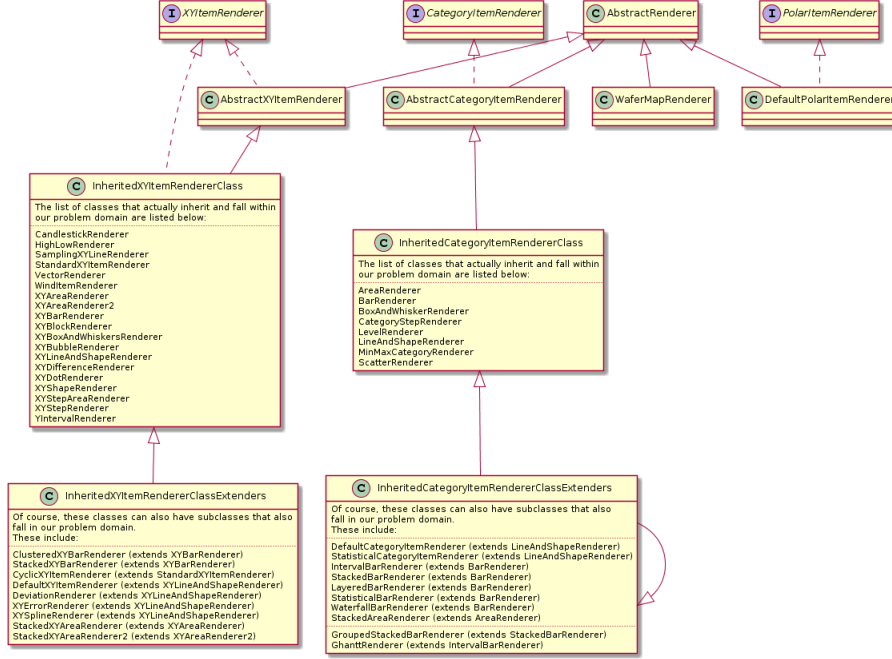 I XYItemRenderer
I CategoryItemRenderer
C AbstractRenderer
I PolarItemRenderer
C AbstractXYItemRenderer
C AbstractCategoryItemRenderer
C WaferMapRenderer
C DefaultPolarItemRenderer
C InheritedXYItemRendererClass
The list of classes that actually inherit and fall within
our problem domain are listed below:
CandlestickRenderer
HighLowRenderer
SamplingXYLineRenderer
StandardXYItemRenderer
VectorRenderer
WindItemRenderer
XYAreaRenderer
XYAreaRenderer2
XYBarRenderer
XYBlockRenderer
XYBoxAndWhiskersRenderer
XYBubbleRenderer
XYLineAndShapeRenderer
XYDifferenceRenderer
XYDotRenderer
XYShapeRenderer
XYStepAreaRenderer
XYStepRenderer
YIntervalRenderer
C InheritedCategoryItemRendererClass
The list of classes that actually inherit and fall within
our problem domain are listed below:
AreaRenderer
BarRenderer
BoxAndWhiskerRenderer
CategoryStepRenderer
LevelRenderer
LineAndShapeRenderer
MinMaxCategoryRenderer
ScatterRenderer
C InheritedXYItemRendererClassExtenders
Of course, these classes can also have subclasses that also
fall in our problem domain.
These include:
ClusteredXYBarRenderer (extends XYBarRenderer)
StackedXYBarRenderer (extends XYBarRenderer)
CyclicXYItemRenderer (extends StandardXYItemRenderer)
DefaultXYItemRenderer (extends XYLineAndShapeRenderer)
DeviationRenderer (extends XYLineAndShapeRenderer)
XYErrorRenderer (extends XYLineAndShapeRenderer)
XYSplineRenderer (extends XYLineAndShapeRenderer)
StackedXYAreaRenderer (extends XYAreaRenderer)
StackedXYAreaRenderer2 (extends XYAreaRenderer2)
C InheritedCategoryItemRendererClassExtenders
Of course, these classes can also have subclasses that also
fall in our problem domain.
These include:
DefaultCategoryItemRenderer (extends LineAndShapeRenderer)
StatisticalCategoryItemRenderer (extends LineAndShapeRenderer)
IntervalBarRenderer (extends BarRenderer)
StackedBarRenderer (extends BarRenderer)
LayeredBarRenderer (extends BarRenderer)
StatisticalBarRenderer (extends BarRenderer)
WaterfallBarRenderer (extends BarRenderer)
StackedAreaRenderer (extends AreaRenderer)
GroupedStackedBarRenderer (extends StackedBarRenderer)
GhanttRenderer (extends IntervalBarRenderer)